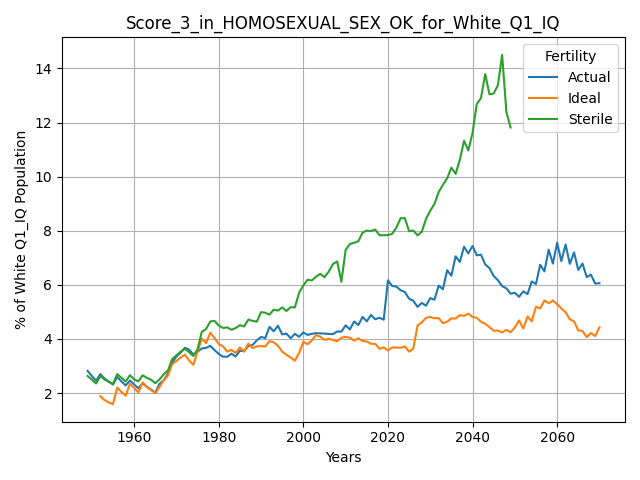 Score_3_in_HOMOSEXUAL_SEX_OK_for_White_Q1_IQ
Fertility
Actual
Ideal
Sterile
% of White Q1_IQ Population
14
12
10
8
6
4
2
1960 1980 2000 2020 2040 2060
Years